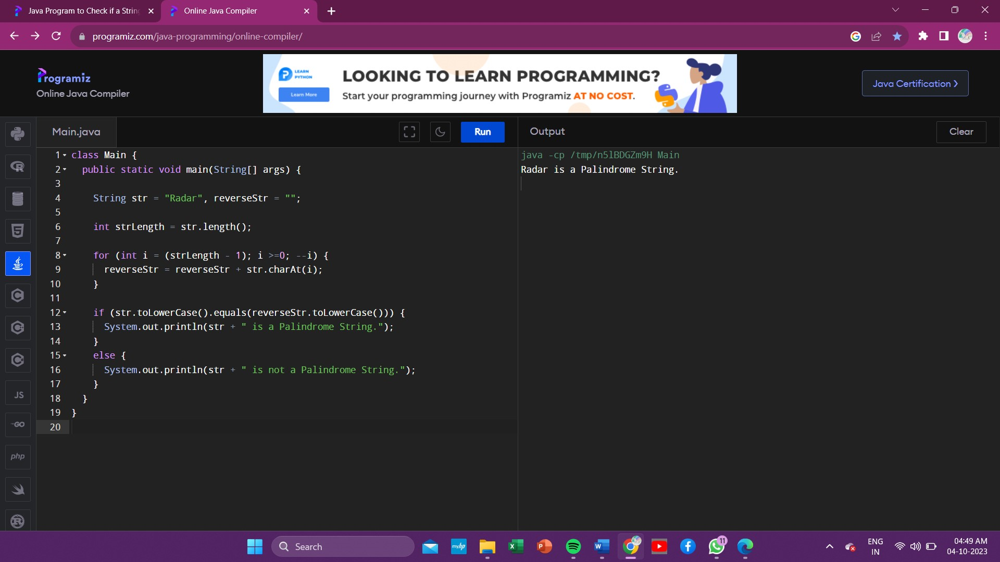 Java Program to Check if a Strin
Online Java Compiler
programiz.com/java-programming/online-compiler/
Programiz
Online Java Compiler
LEARN
PYTHON
Learn More
LOOKING TO LEARN PROGRAMMING?
Start your programming journey with Programiz AT NO COST.
Java Certification ❯
Main.java
Run
Output
Clear
1 class Main {
2   public static void main(String[] args) {
3
4     String str = "Radar", reverseStr = "";
5
6     int strLength = str.length();
7
8     for (int i = (strLength - 1); i >=0; --i) {
9       reverseStr = reverseStr + str.charAt(i);
10     }
11
12     if (str.toLowerCase().equals(reverseStr.toLowerCase())) {
13       System.out.println(str + " is a Palindrome String.");
14     }
15     else {
16       System.out.println(str + " is not a Palindrome String.");
17     }
18   }
19 }
20
java -cp /tmp/n5lBDGZm9H Main
Radar is a Palindrome String.
R
5
C
C
C
JS
GO
php
R
Search
myhp
X
P
W
11
ENG
IN
04:49 AM
04-10-2023